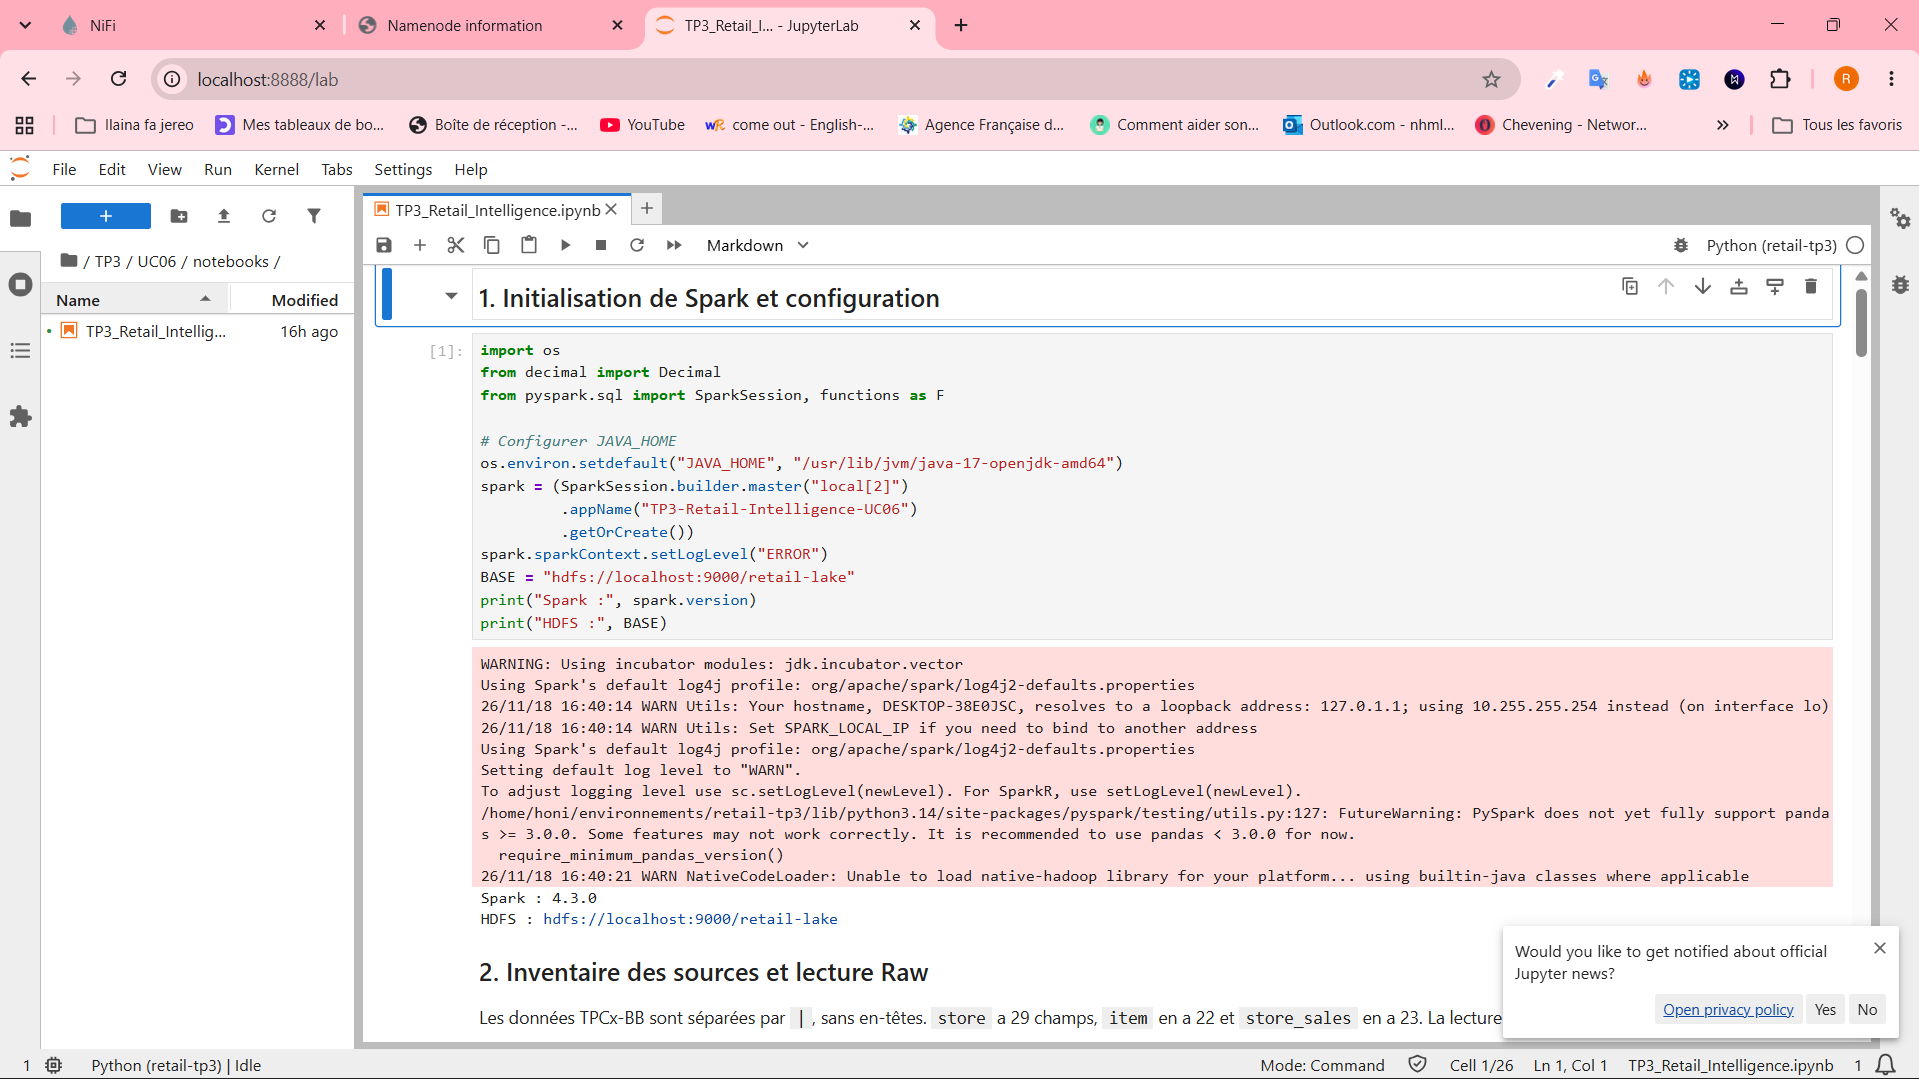 NiFi
Namenode information
TP3_Retail_I... - JupyterLab
localhost:8888/lab
R
Ilaina fa jereo
Mes tableaux de bo...
Boîte de réception -...
YouTube
come out - English-...
Agence Française d...
Comment aider son...
Outlook.com - nhml...
Chevening - Networ...
Tous les favoris
File
Edit
View
Run
Kernel
Tabs
Settings
Help
/ TP3 / UC06 / notebooks /
Name
Modified
TP3_Retail_Intellig...
16h ago
TP3_Retail_Intelligence.ipynb
Markdown
Python (retail-tp3)
1. Initialisation de Spark et configuration
[1]:
import os
from decimal import Decimal
from pyspark.sql import SparkSession, functions as F
# Configurer JAVA_HOME
os.environ.setdefault("JAVA_HOME", "/usr/lib/jvm/java-17-openjdk-amd64")
spark = (SparkSession.builder.master("local[2]")
.appName("TP3-Retail-Intelligence-UC06")
.getOrCreate())
spark.sparkContext.setLogLevel("ERROR")
BASE = "hdfs://localhost:9000/retail-lake"
print("Spark :", spark.version)
print("HDFS :", BASE)
WARNING: Using incubator modules: jdk.incubator.vector
Using Spark's default log4j profile: org/apache/spark/log4j2-defaults.properties
26/11/18 16:40:14 WARN Utils: Your hostname, DESKTOP-38E0JSC, resolves to a loopback address: 127.0.1.1; using 10.255.255.254 instead (on interface lo)
26/11/18 16:40:14 WARN Utils: Set SPARK_LOCAL_IP if you need to bind to another address
Using Spark's default log4j profile: org/apache/spark/log4j2-defaults.properties
Setting default log level to "WARN".
To adjust logging level use sc.setLogLevel(newLevel). For SparkR, use setLogLevel(newLevel).
/home/honi/environnements/retail-tp3/lib/python3.14/site-packages/pyspark/testing/utils.py:127: FutureWarning: PySpark does not yet fully support panda
s >= 3.0.0. Some features may not work correctly. It is recommended to use pandas < 3.0.0 for now.
require_minimum_pandas_version()
26/11/18 16:40:21 WARN NativeCodeLoader: Unable to load native-hadoop library for your platform... using builtin-java classes where applicable
Spark : 4.3.0
HDFS : hdfs://localhost:9000/retail-lake
2. Inventaire des sources et lecture Raw
Les données TPCx-BB sont séparées par | , sans en-têtes. store a 29 champs, item en a 22 et store_sales en a 23. La lecture
Would you like to get notified about official
Jupyter news?
Open privacy policy
Yes
No
1
Python (retail-tp3) | Idle
Mode: Command
Cell 1/26
Ln 1, Col 1
TP3_Retail_Intelligence.ipynb
1